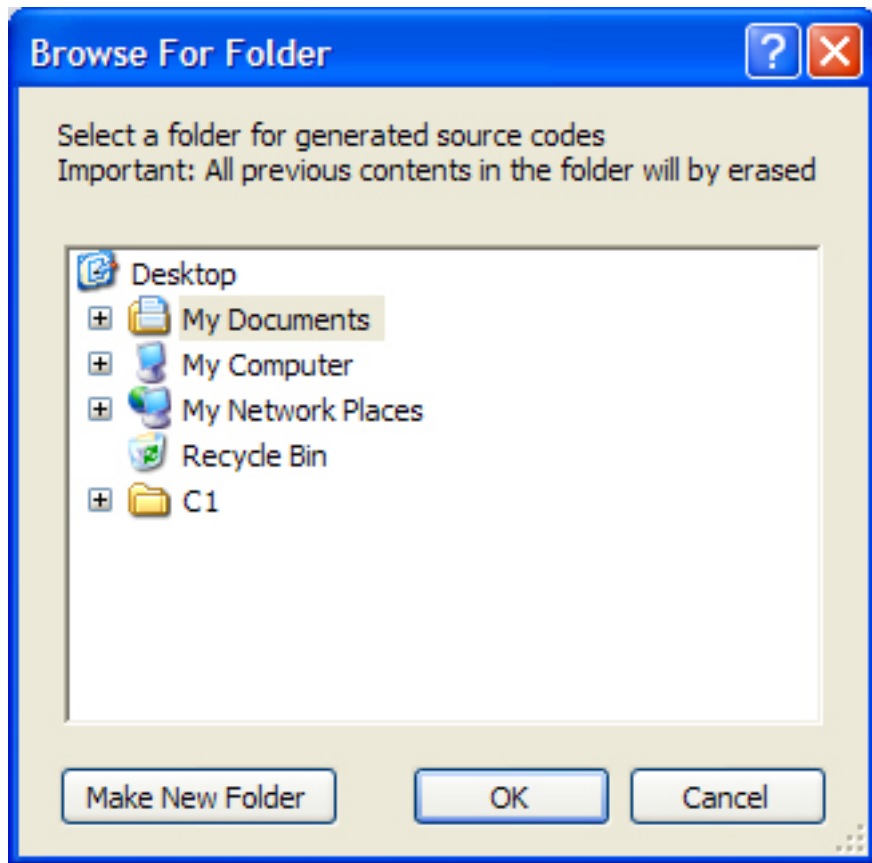 Browse For Folder
Select a folder for generated source codes
Important: All previous contents in the folder will by erased
Desktop
My Documents
My Computer
My Network Places
Recycle Bin
C1
Make New Folder OK Cancel